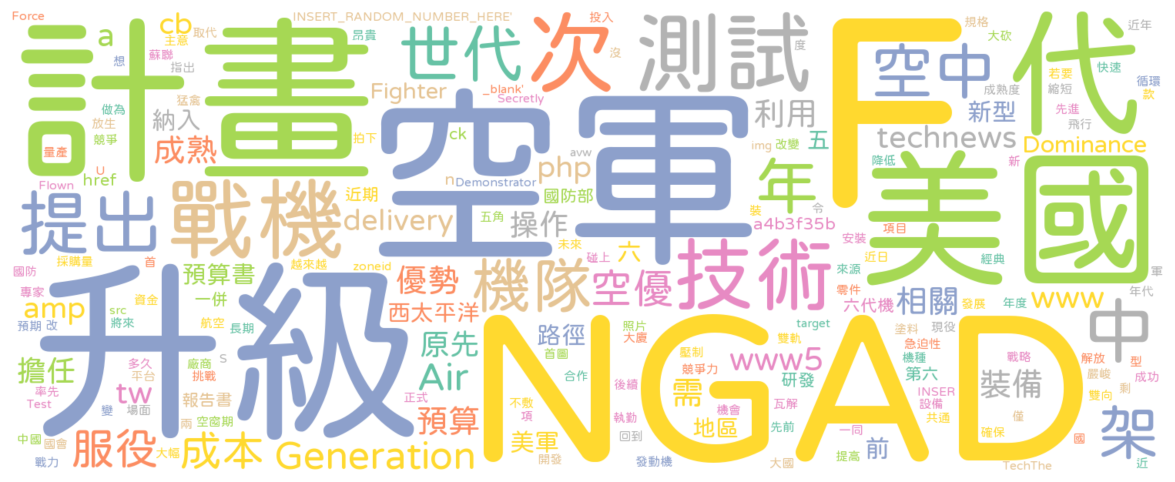 Force
cb
主意
取代
INSERT_RANDOM_NUMBER_HERE'
昂貴
世代
次
投入
沒
度
測試
F
規格
大砍
近年
代
計畫
a
蘇聯
想
指出
做為
猛禽
納入
放生
競爭
量產
成熟
U
href
Flown
拍下
Fighter
_blank'
Secretly
空軍
ck
avw
n
Demonstrator
php
利用
img
改變
五
年
空中
成熟度
若要
縮短
快速
循環
款
新型
先進
飛行
technews
Dominance
降低
新
美國
提出
戰機
近期
delivery
五角
國防部
操作
裝
令
a4b3f35b
六
未來
碰上
安裝
項目
近日
經典
國防
採購量
首
越來越
zoneid
預算書
優勢
機隊
空優
技術
來源
零件
六代機
發展
年度
軍
年代
專家
資金
一併
amp
src
預期
改
將來
航空
長期
西太平洋
升級
相關
www
中
擔任
多久
廠商
S
原先
路徑
照片
首圖
大廈
NGAD
target
雙軌
塗料
現役
急迫性
機種
戰略
解放
型
tw
平台
挑戰
Air
不敷
合作
壓制
競爭力
www5
研發
第六
嚴峻
成功
率先
Test
變
場面
報告書
正式
預算
項
後續
需
機會
瓦解
INSER
設備
裝備
雙向
剩
架
中國
國會
服役
兩
空窗期
戰力
大幅
成本
Generation
美軍
開發
執勤
回到
發動機
地區
先前
一同
提高
前
共通
僅
確保
國
大國
TechThe
近